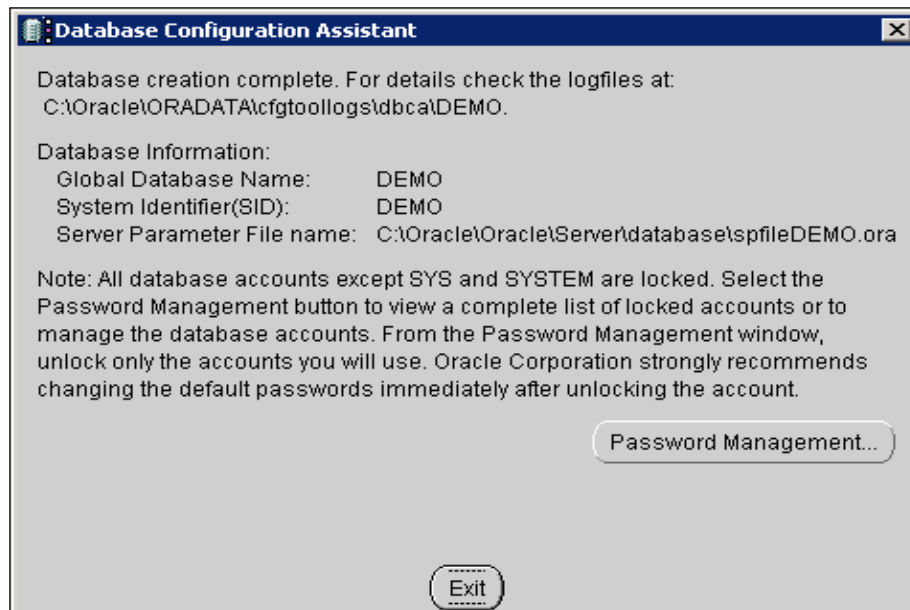 Database Configuration Assistant
Database creation complete. For details check the logfiles at:
C:\Oracle\ORADATA\cfgtoollogs\dbca\DEMO.
Database Information:
Global Database Name: DEMO
System Identifier(SID): DEMO
Server Parameter File name: C:\Oracle\Oracle\Server\database\spfileDEMO.ora
Note: All database accounts except SYS and SYSTEM are locked. Select the
Password Management button to view a complete list of locked accounts or to
manage the database accounts. From the Password Management window,
unlock only the accounts you will use. Oracle Corporation strongly recommends
changing the default passwords immediately after unlocking the account.
Password Management...
Exit